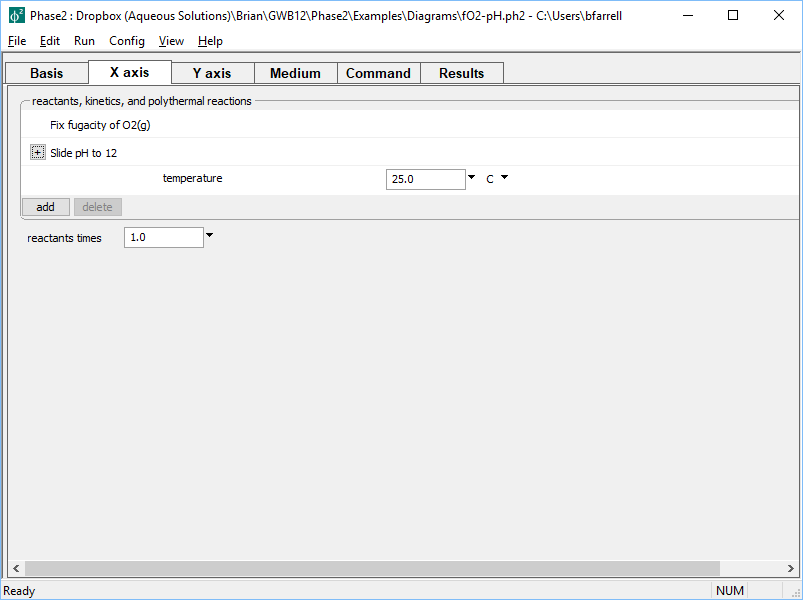 Phase2 : Dropbox (Aqueous Solutions)\Brian\GWB12\Phase2\Examples\Diagrams\fO2-pH.ph2 - C:\Users\bfarrell
File Edit Run Config View Help
Basis X axis Y axis Medium Command Results
reactants, kinetics, and polythermal reactions
Fix fugacity of O2(g)
+ Slide pH to 12
temperature 25.0 C
add delete
reactants times 1.0
Ready NUM